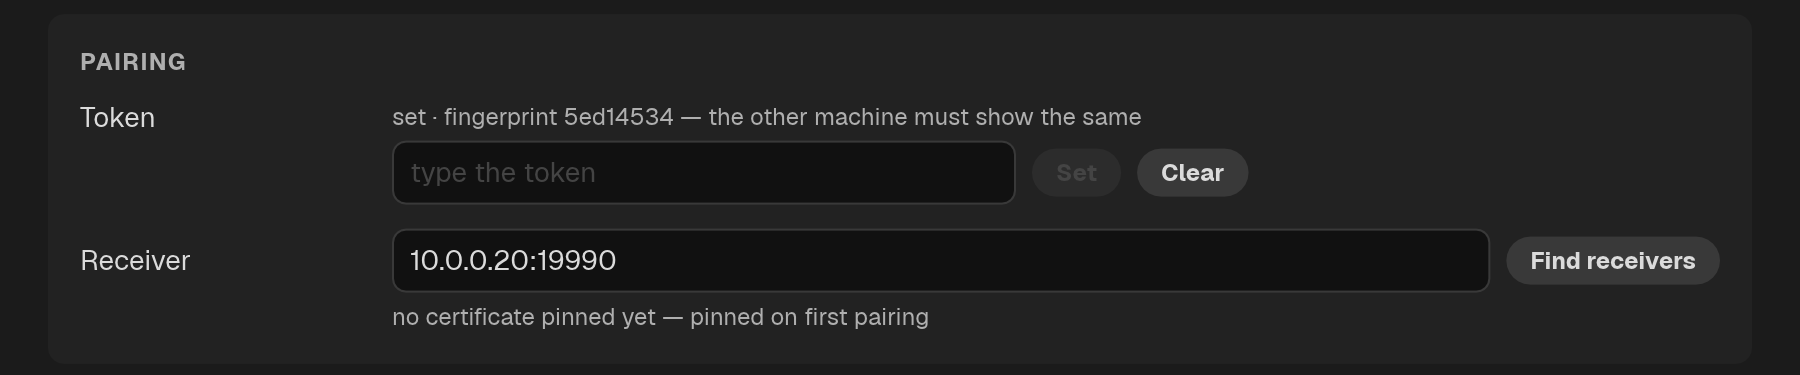 PAIRING
Token
set · fingerprint 5ed14534 — the other machine must show the same
type the token
Set
Clear
Receiver
10.0.0.20:19990
Find receivers
no certificate pinned yet — pinned on first pairing